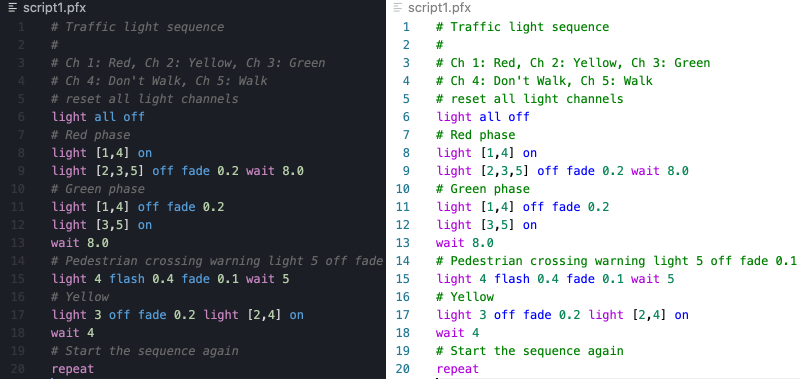 script1.pfx
1 # Traffic light sequence
2 #
3 # Ch 1: Red, Ch 2: Yellow, Ch 3: Green
4 # Ch 4: Don't Walk, Ch 5: Walk
5 # reset all light channels
6 light all off
7 # Red phase
8 light [1,4] on
9 light [2,3,5] off fade 0.2 wait 8.0
10 # Green phase
11 light [1,4] off fade 0.2
12 light [3,5] on
13 wait 8.0
14 # Pedestrian crossing warning light 5 off fade
15 light 4 flash 0.4 fade 0.1 wait 5
16 # Yellow
17 light 3 off fade 0.2 light [2,4] on
18 wait 4
19 # Start the sequence again
20 repeat
script1.pfx
1 # Traffic light sequence
2 #
3 # Ch 1: Red, Ch 2: Yellow, Ch 3: Green
4 # Ch 4: Don't Walk, Ch 5: Walk
5 # reset all light channels
6 light all off
7 # Red phase
8 light [1,4] on
9 light [2,3,5] off fade 0.2 wait 8.0
10 # Green phase
11 light [1,4] off fade 0.2
12 light [3,5] on
13 wait 8.0
14 # Pedestrian crossing warning light 5 off fade 0.1
15 light 4 flash 0.4 fade 0.1 wait 5
16 # Yellow
17 light 3 off fade 0.2 light [2,4] on
18 wait 4
19 # Start the sequence again
20 repeat